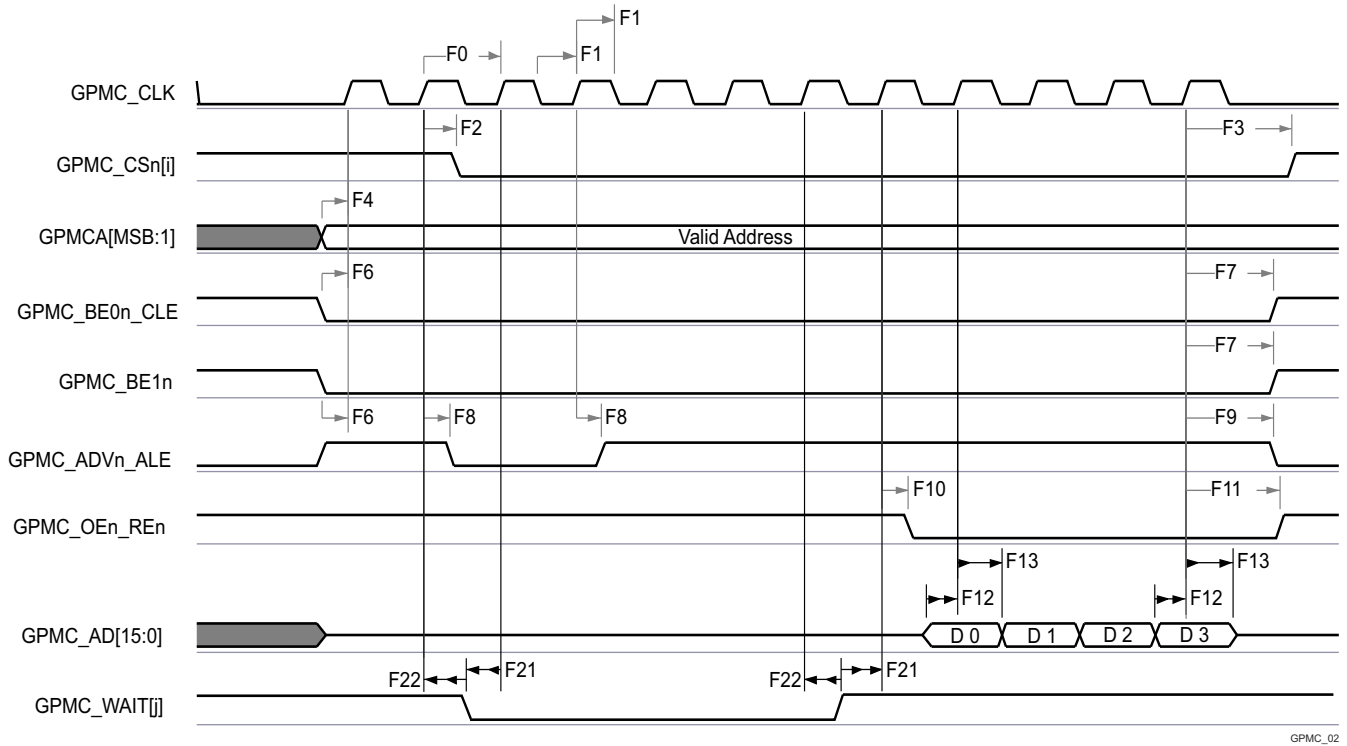 F1
F0
F1
GPMC_CLK
F2
F3
GPMC_CSn[i]
F4
GPMCA[MSB:1]
Valid Address
F6
F7
GPMC_BE0n_CLE
F7
GPMC_BE1n
F6
F8
F8
F9
GPMC_ADVn_ALE
F10
F11
GPMC_OEn_REn
F13
F13
F12
F12
GPMC_AD[15:0]
D 0
D 1
D 2
D 3
F22
F21
F22
F21
GPMC_WAIT[j]
GPMC_02